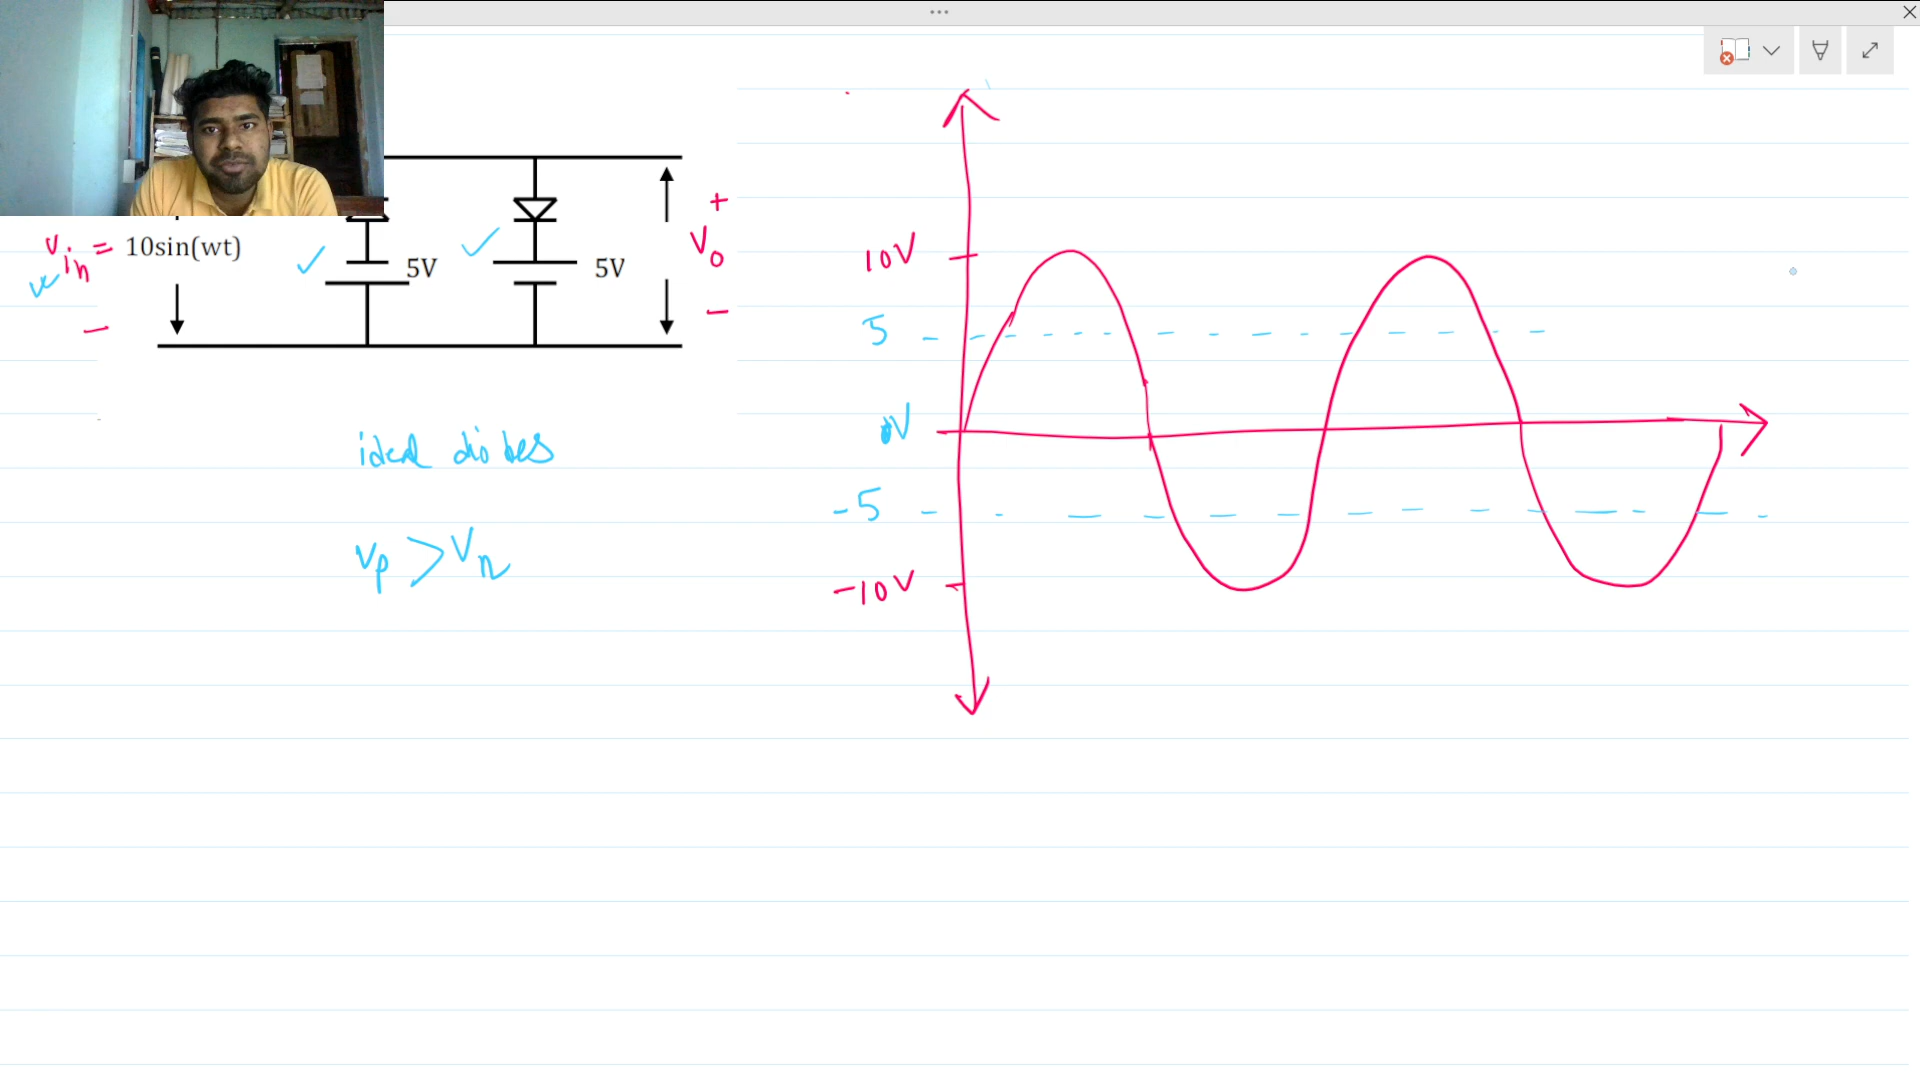 +
Vo
-
Vin = 10sin(wt)
-
5V
5V
ideal diodes
Vp > Vn
10V
5
0V
-5
-10V